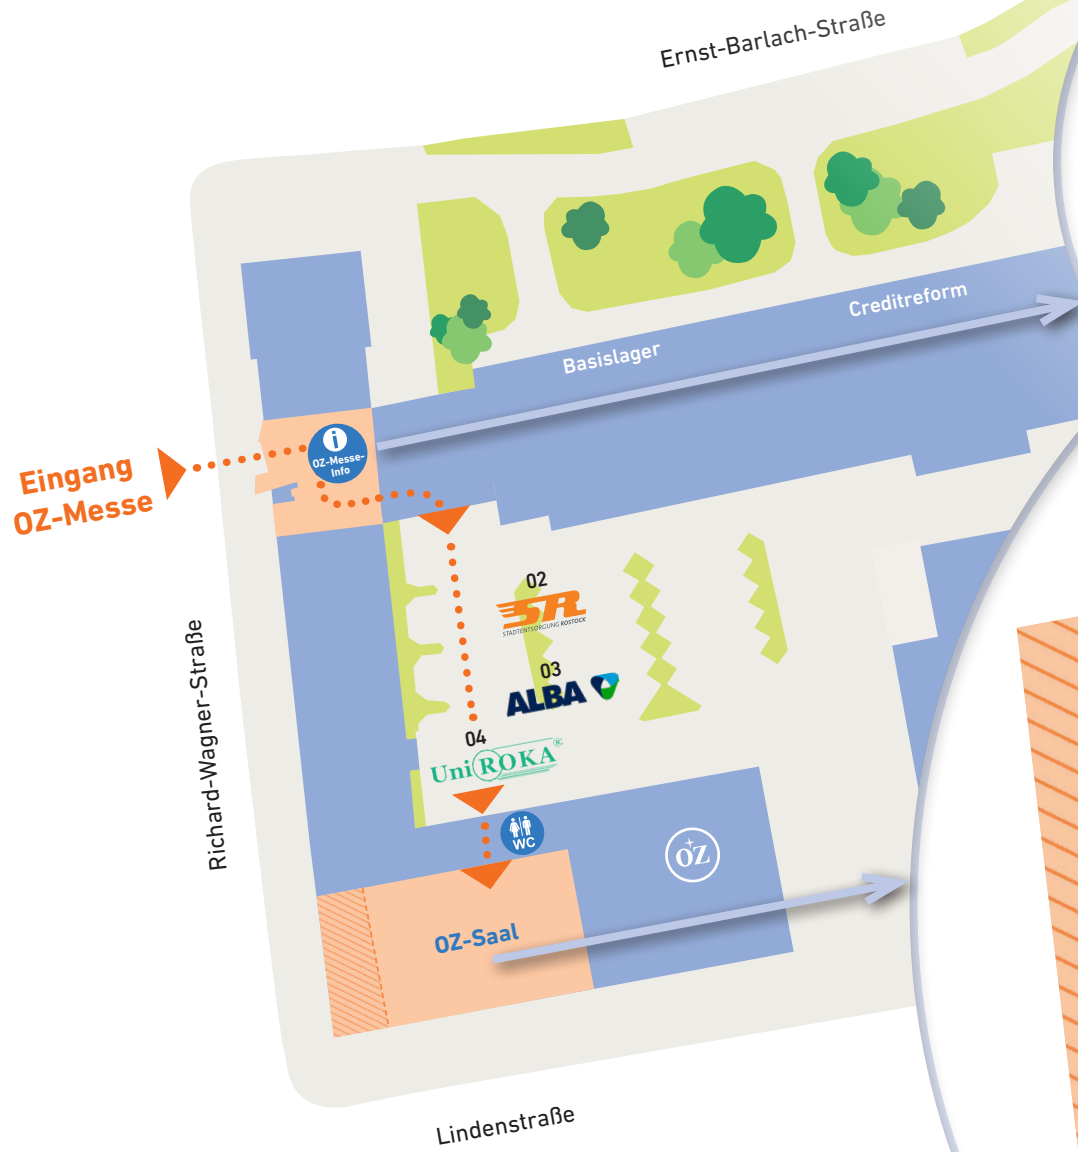 Ernst-Barlach-Straße
Creditreform
Basislager
i
OZ-Messe-
Info
Eingang
OZ-Messe
02
SR
STADTENTSORGUNG ROSTOCK
03
ALBA
04
UniROKA®
Richard-Wagner-Straße
WC
OZ
OZ-Saal
Lindenstraße